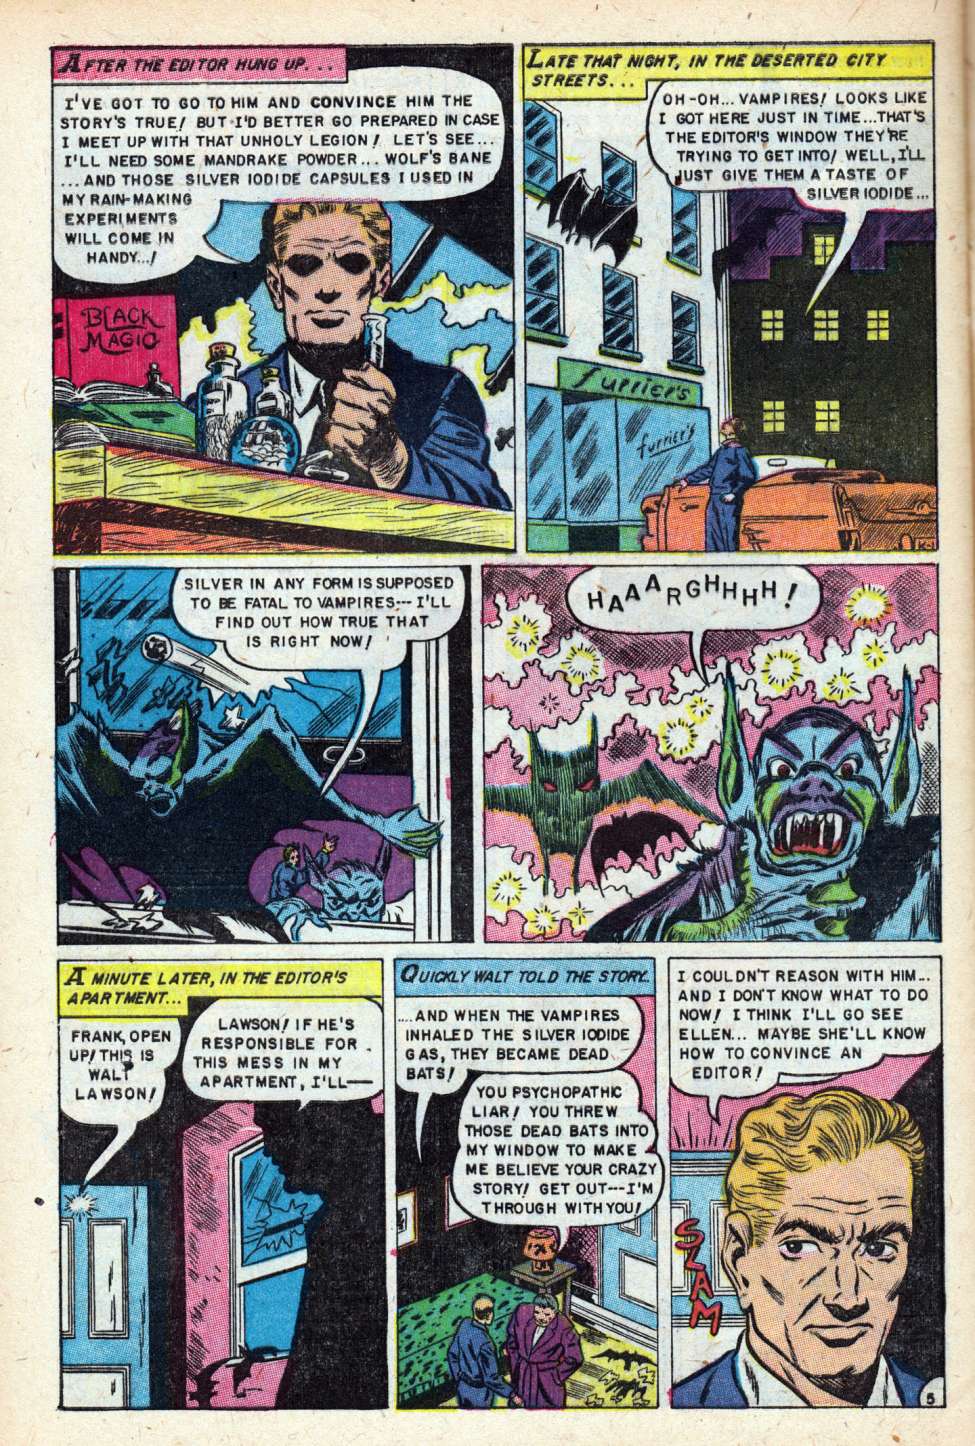 AFTER THE EDITOR HUNG UP...
I'VE GOT TO GO TO HIM AND CONVINCE HIM THE
STORY'S TRUE! BUT I'D BETTER GO PREPARED IN CASE
I MEET UP WITH THAT UNHOLY LEGION! LET'S SEE...
I'LL NEED SOME MANDRAKE POWDER... WOLF'S BANE
...AND THOSE SILVER IODIDE CAPSULES I USED IN
MY RAIN-MAKING
EXPERIMENTS
WILL COME IN
HANDY...!
BLACK
MAGIC
LATE THAT NIGHT, IN THE DESERTED CITY
STREETS...
OH-OH... VAMPIRES! LOOKS LIKE
I GOT HERE JUST IN TIME...THAT'S
THE EDITOR'S WINDOW THEY'RE
TRYING TO GET INTO! WELL, I'LL
JUST GIVE THEM A TASTE OF
SILVER IODIDE...
furrier's
furrier's
K-1
SILVER IN ANY FORM IS SUPPOSED
TO BE FATAL TO VAMPIRES--- I'LL
FIND OUT HOW TRUE THAT
IS RIGHT NOW!
HAAARGHHHHH!
A MINUTE LATER, IN THE EDITOR'S
APARTMENT...
FRANK, OPEN
UP! THIS IS
WALT
LAWSON!
LAWSON! IF HE'S
RESPONSIBLE FOR
THIS MESS IN MY
APARTMENT, I'LL—
QUICKLY WALT TOLD THE STORY...
....AND WHEN THE VAMPIRES
INHALED THE SILVER IODIDE
GAS, THEY BECAME DEAD
BATS!
YOU PSYCHOPATHIC
LIAR! YOU THREW
THOSE DEAD BATS INTO
MY WINDOW TO MAKE
ME BELIEVE YOUR CRAZY
STORY! GET OUT---I'M
THROUGH WITH YOU!
I COULDN'T REASON WITH HIM...
AND I DON'T KNOW WHAT TO DO
NOW! I THINK I'LL GO SEE
ELLEN... MAYBE SHE'LL KNOW
HOW TO CONVINCE AN
EDITOR!
SLAM
5